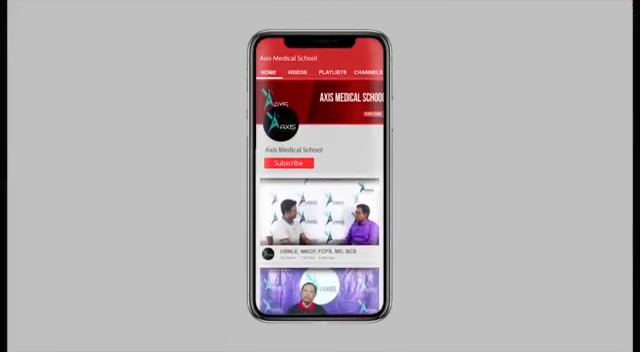 Axis Medical School
HOME VIDEOS PLAYLISTS CHANNELS
AXIS MEDICAL SCHOOL
AXIS
SUBSCRIBE
AXIS
Axis Medical School
Subscribe
USMLE, MRCP, FCPS, MD, BCS
AXIS